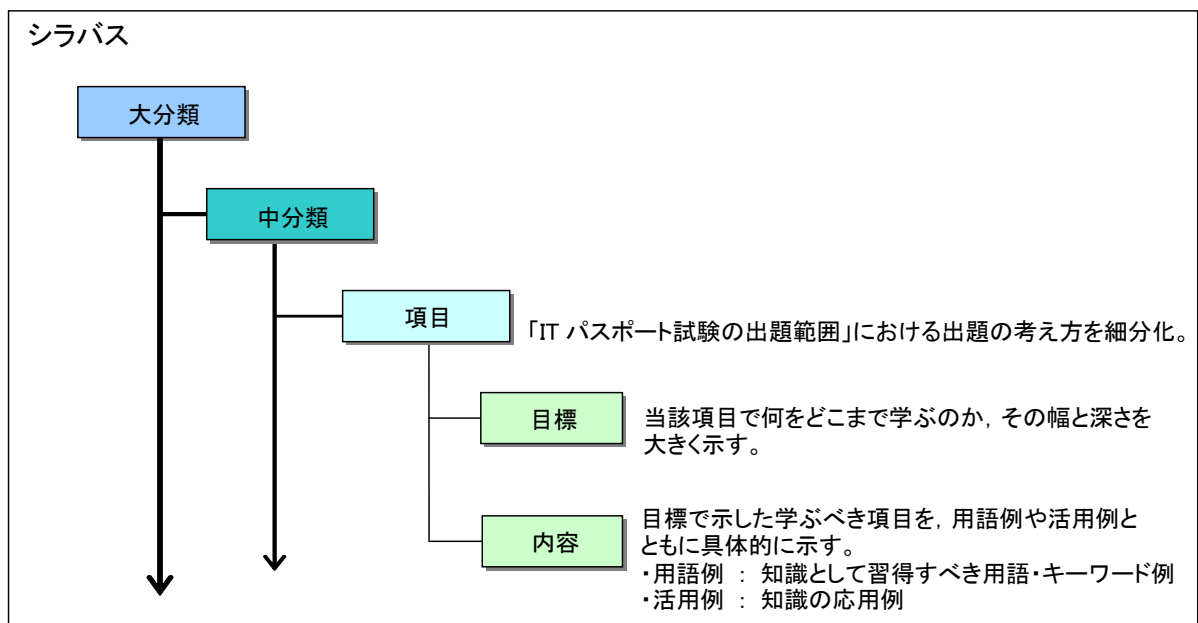 シラバス
大分類
中分類
項目
「IT パスポート試験の出題範囲」における出題の考え方を細分化。
目標
当該項目で何をどこまで学ぶのか，その幅と深さを
大きく示す。
内容
目標で示した学ぶべき項目を，用語例や活用例と
ともに具体的に示す。
・用語例 ： 知識として習得すべき用語・キーワード例
・活用例 ： 知識の応用例